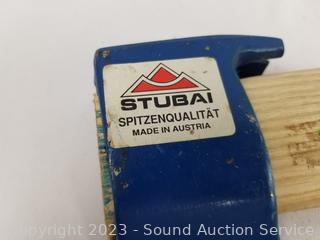 STUBAI
SPITZENQUALITÄT
MADE IN AUSTRIA
Copyright 2023 - Sound Auction Service